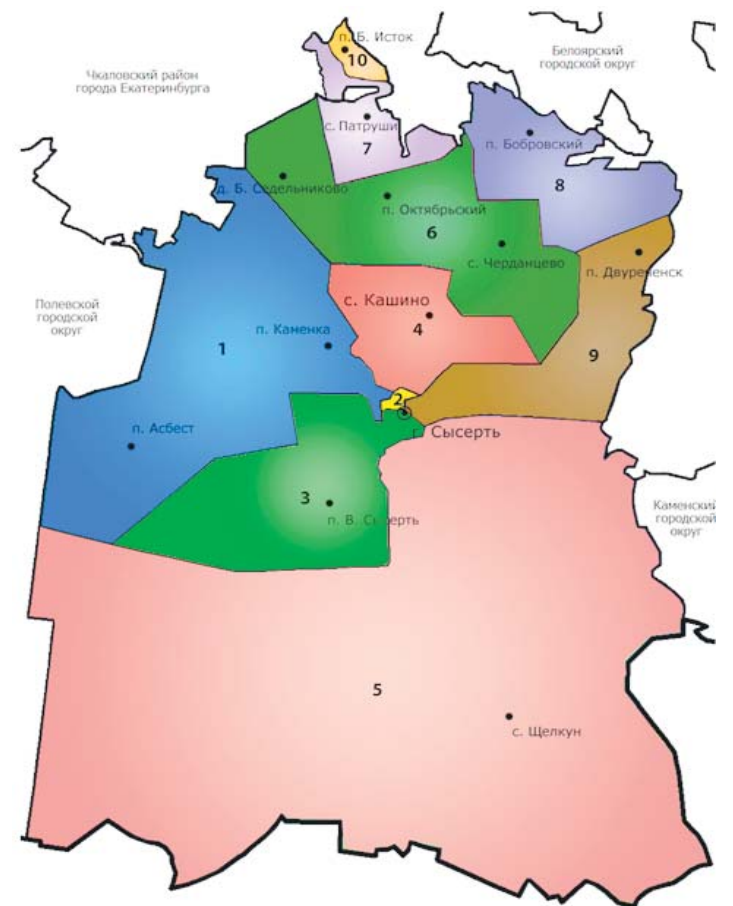 п. Б. Исток
10
Белоярский
городской округ
Чкаловский район
города Екатеринбурга
с. Патруши
7
п. Бобровский
8
д. Б. Седельниково
п. Октябрьский
6
с. Черданцево
п. Двуреченск
Полевской
городской
округ
с. Кашино
4
п. Каменка
1
9
2
п. Асбест
г. Сысерть
3
п. В. Сысерть
Каменский
городской
округ
5
с. Щелкун